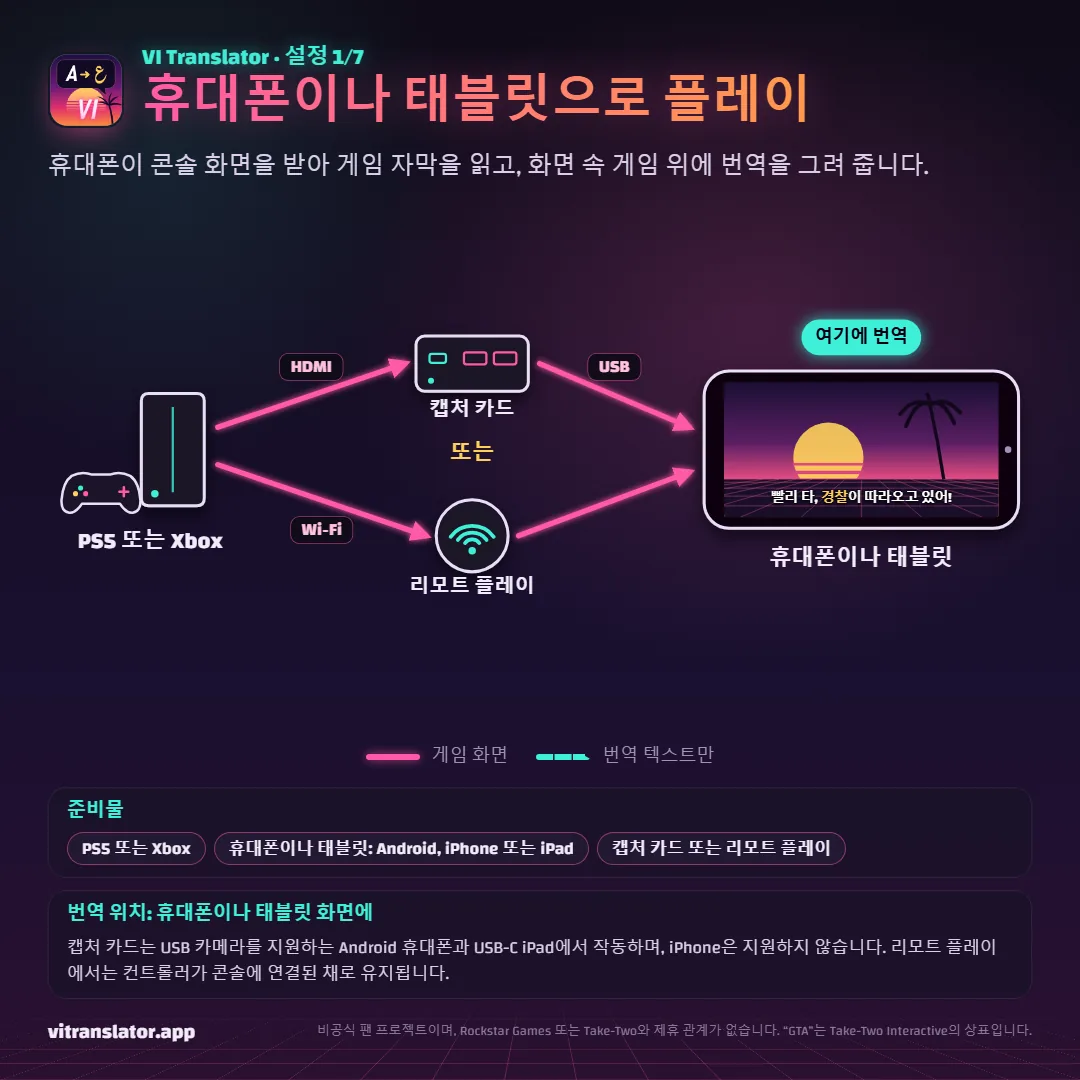 A→ع
VI
VI Translator · 설정 1/7
휴대폰이나 태블릿으로 플레이
휴대폰이 콘솔 화면을 받아 게임 자막을 읽고, 화면 속 게임 위에 번역을 그려 줍니다.
여기에 번역
HDMI
USB
캡처 카드
또는
빨리 타, 경찰이 따라오고 있어!
Wi-Fi
PS5 또는 Xbox
휴대폰이나 태블릿
리모트 플레이
게임 화면
번역 텍스트만
준비물
PS5 또는 Xbox
휴대폰이나 태블릿: Android, iPhone 또는 iPad
캡처 카드 또는 리모트 플레이
번역 위치: 휴대폰이나 태블릿 화면에
캡처 카드는 USB 카메라를 지원하는 Android 휴대폰과 USB-C iPad에서 작동하며, iPhone은 지원하지 않습니다. 리모트 플레이
에서는 컨트롤러가 콘솔에 연결된 채로 유지됩니다.
vitranslator.app
비공식 팬 프로젝트이며, Rockstar Games 또는 Take-Two와 제휴 관계가 없습니다. “GTA”는 Take-Two Interactive의 상표입니다.